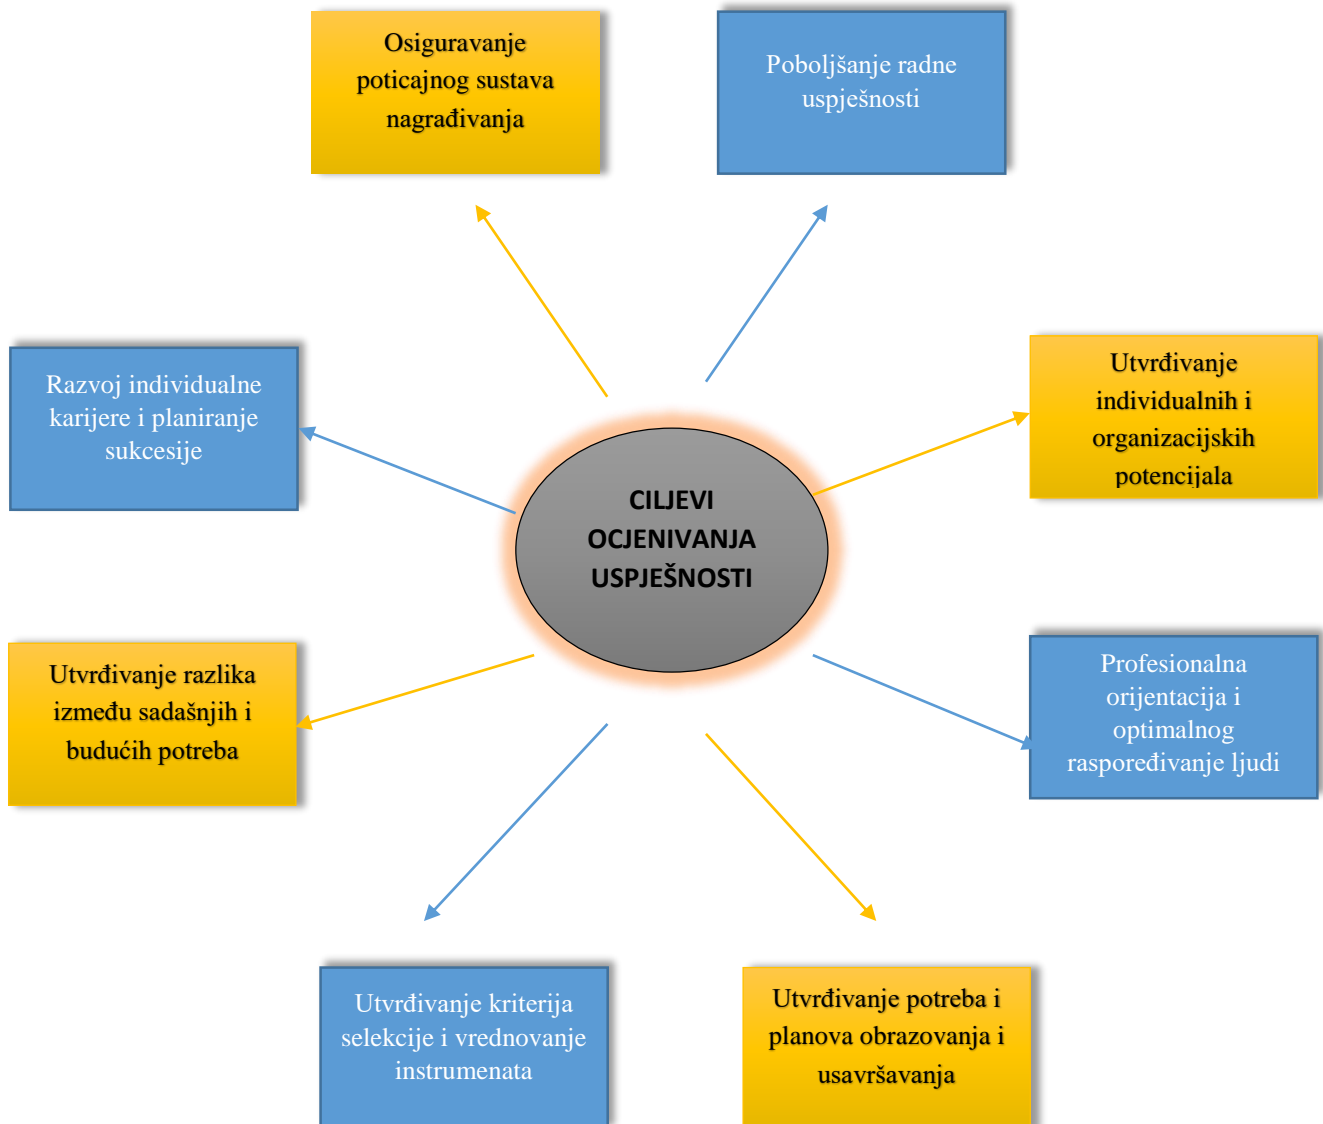 Osiguravanje
poticajnog sustava
nagrađivanja
Poboljšanje radne
uspješnosti
Razvoj individualne
karijere i planiranje
sukcesije
Utvrđivanje
individualnih i
organizacijskih
potencijala
CILJEVI
OCJENIVANJA
USPJEŠNOSTI
Utvrđivanje razlika
između sadašnjih i
budućih potreba
Profesionalna
orijentacija i
optimalnog
raspoređivanje ljudi
Utvrđivanje kriterija
selekcije i vrednovanje
instrumenata
Utvrđivanje potreba i
planova obrazovanja i
usavršavanja